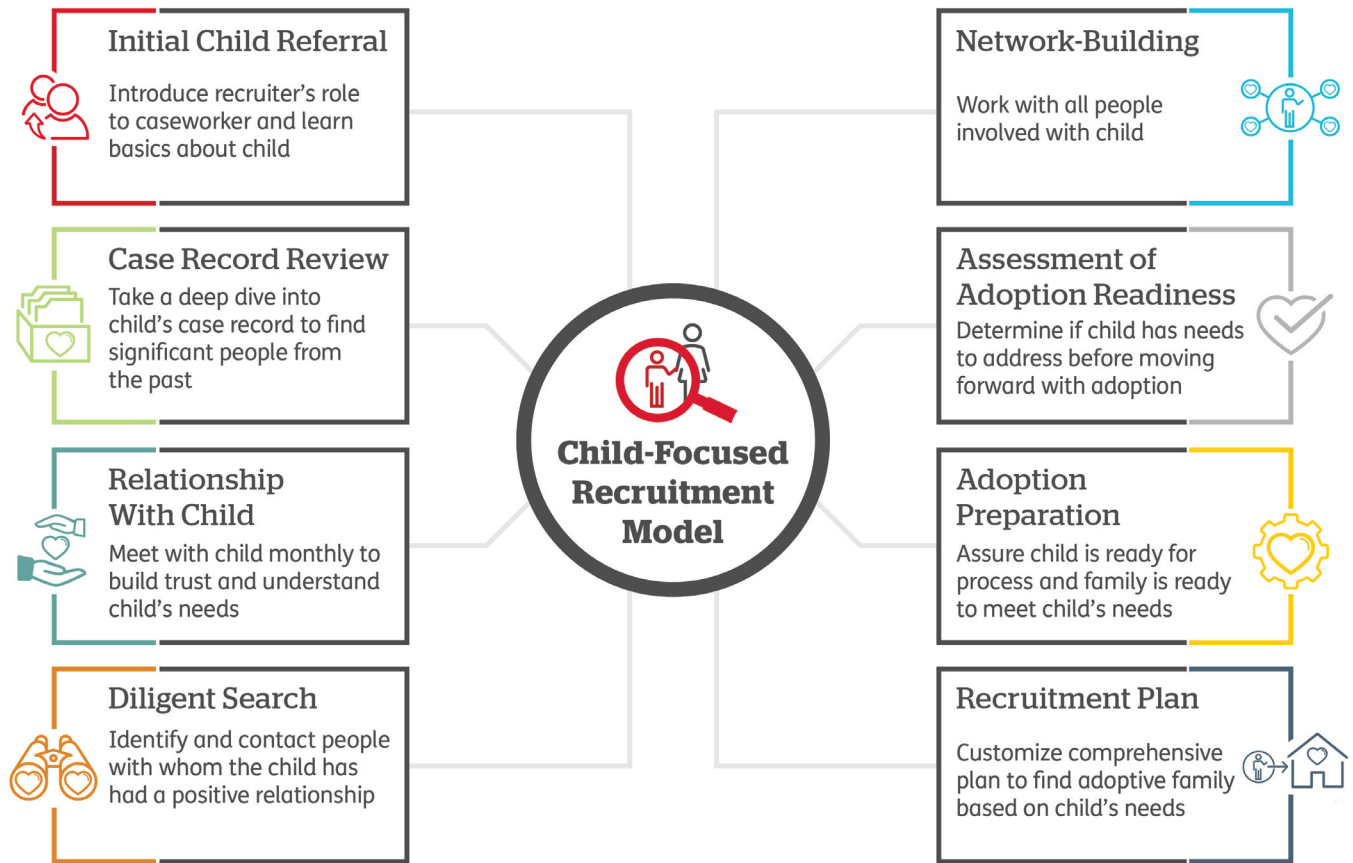 Initial Child Referral
Introduce recruiter's role
to caseworker and learn
basics about child
Case Record Review
Take a deep dive into
child's case record to find
significant people from
the past
Relationship
With Child
Meet with child monthly to
build trust and understand
child's needs
Diligent Search
Identify and contact people
with whom the child has
had a positive relationship
Child-Focused
Recruitment
Model
Network-Building
Work with all people
involved with child
Assessment of
Adoption Readiness
Determine if child has needs
to address before moving
forward with adoption
Adoption
Preparation
Assure child is ready for
process and family is ready
to meet child's needs
Recruitment Plan
Customize comprehensive
plan to find adoptive family
based on child's needs